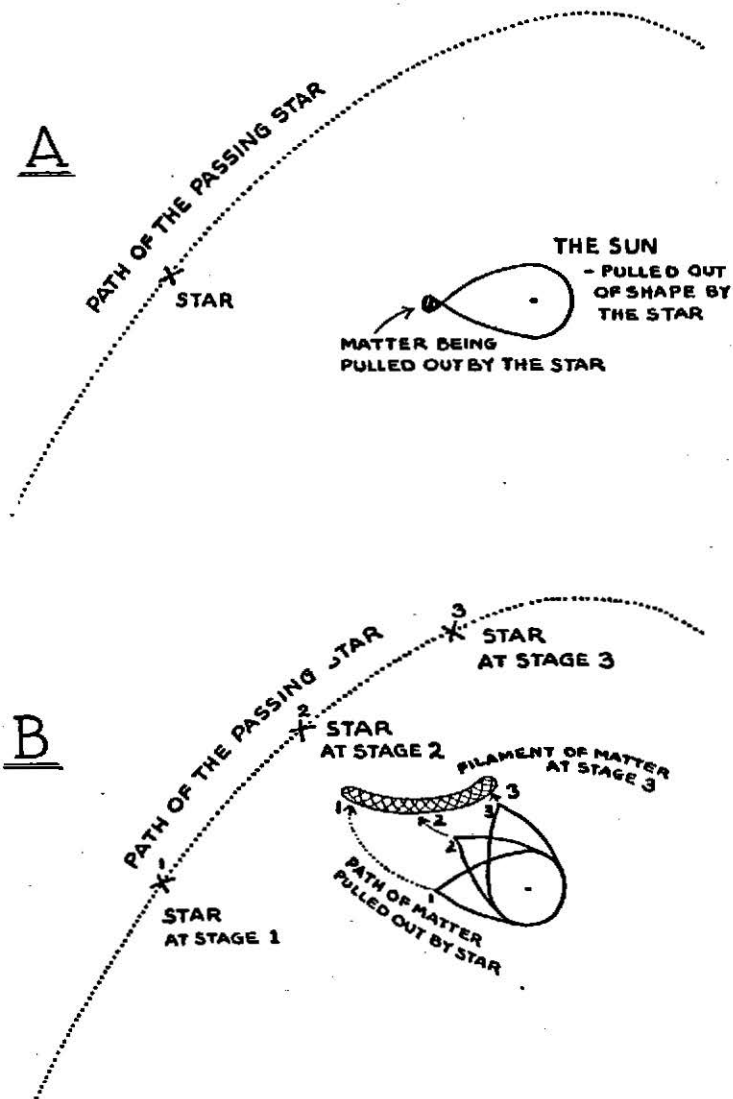 A
PATH OF THE PASSING STAR
STAR
THE SUN
- PULLED OUT
OF SHAPE BY
THE STAR
MATTER BEING
PULLED OUT BY THE STAR
B
PATH OF THE PASSING STAR
3
STAR
AT STAGE 3
2
STAR
AT STAGE 2
FILAMENT OF MATTER
AT STAGE 3
1
2
3
3
2
1
1
STAR
AT STAGE 1
PATH OF MATTER
PULLED OUT BY STAR